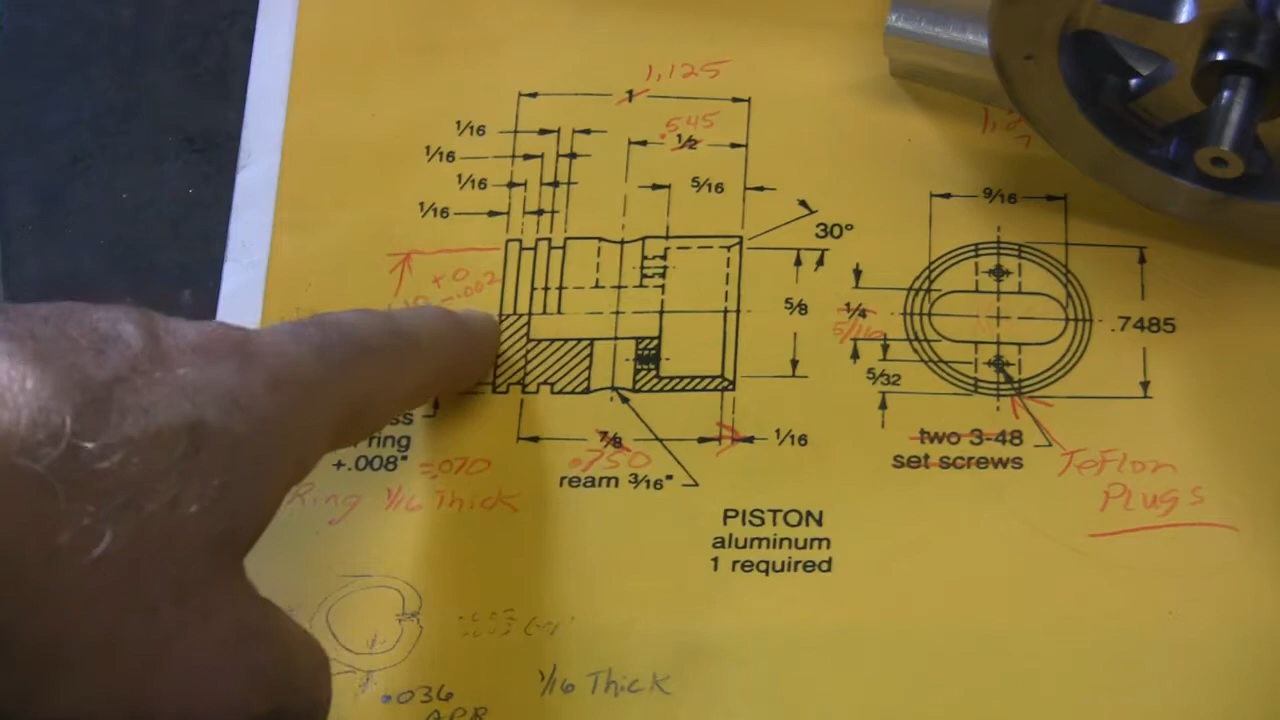 1,125
1
1/16
.545
1/2
1/16
1/16
5/16
1/16
9/16
30°
+0
-.002
5/8
1/4
5/16
.7485
5/32
ring
+.008" =.070
Ring 1/16 Thick
7/8
.750
1/16
ream 3/16"
two 3-48
set screws
Teflon
Plugs
PISTON
aluminum
1 required
1/16 Thick
.036